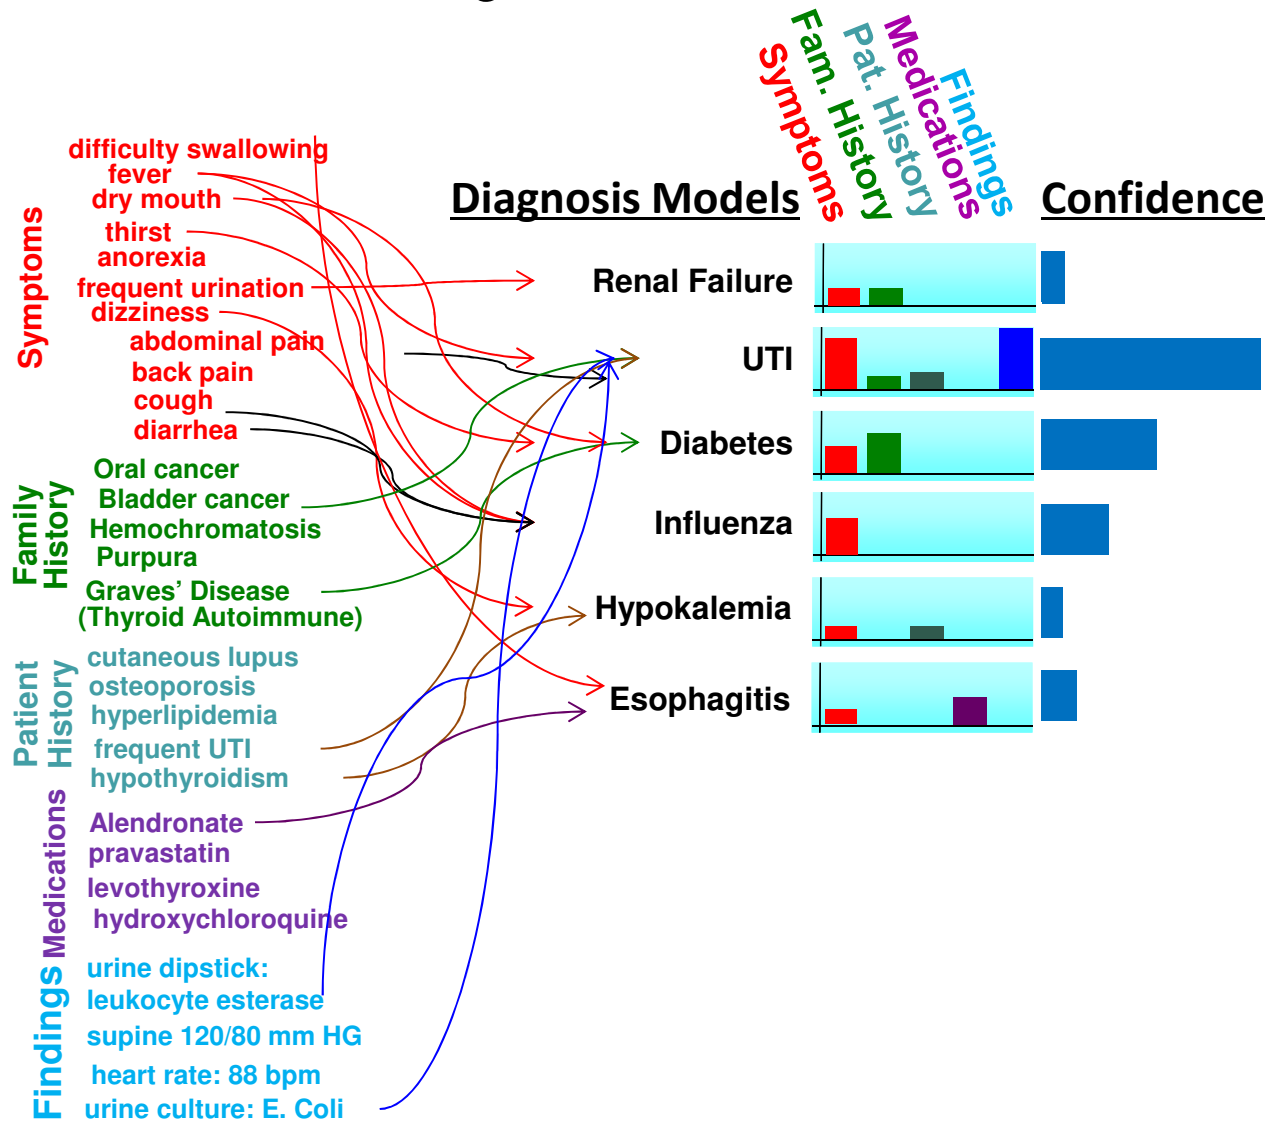 Symptoms
Fam. History
Pat. History
Medications
Findings
Diagnosis Models
Confidence
Symptoms
difficulty swallowing
fever
dry mouth
thirst
anorexia
frequent urination
dizziness
abdominal pain
back pain
cough
diarrhea
Family
History
Oral cancer
Bladder cancer
Hemochromatosis
Purpura
Graves’ Disease
(Thyroid Autoimmune)
Patient
History
cutaneous lupus
osteoporosis
hyperlipidemia
frequent UTI
hypothyroidism
Medications
Alendronate
pravastatin
levothyroxine
hydroxychloroquine
Findings
urine dipstick:
leukocyte esterase
supine 120/80 mm HG
heart rate: 88 bpm
urine culture: E. Coli
Renal Failure
UTI
Diabetes
Influenza
Hypokalemia
Esophagitis